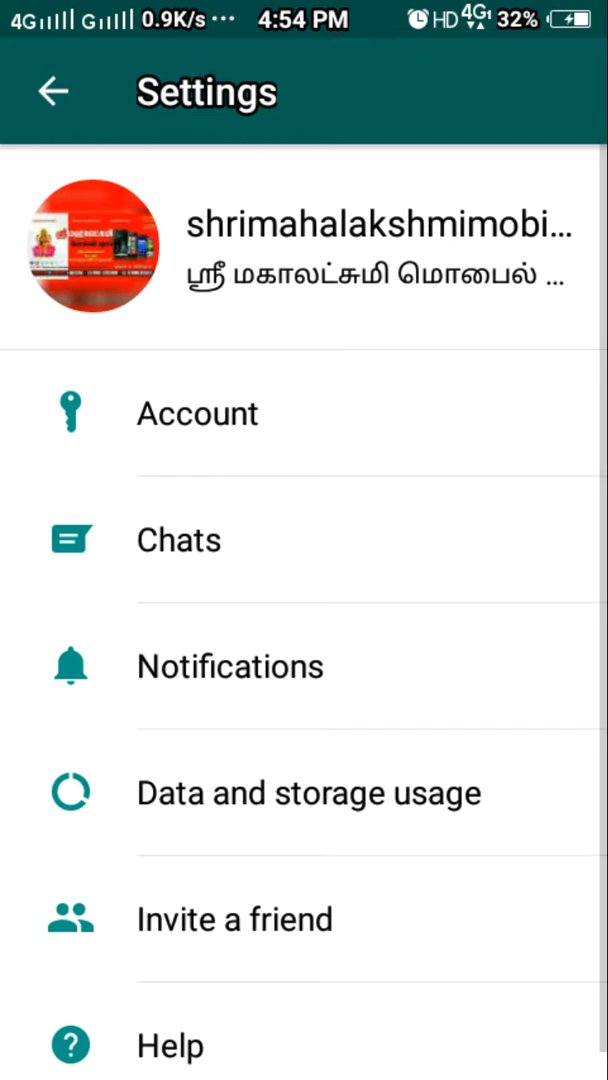 4G G 0.9K/s ... 4:54 PM HD 4G1 32%
Settings
shrimahalakshmimobi...
ஸ்ரீ மகாலட்சுமி மொபைல் ...
Account
Chats
Notifications
Data and storage usage
Invite a friend
Help